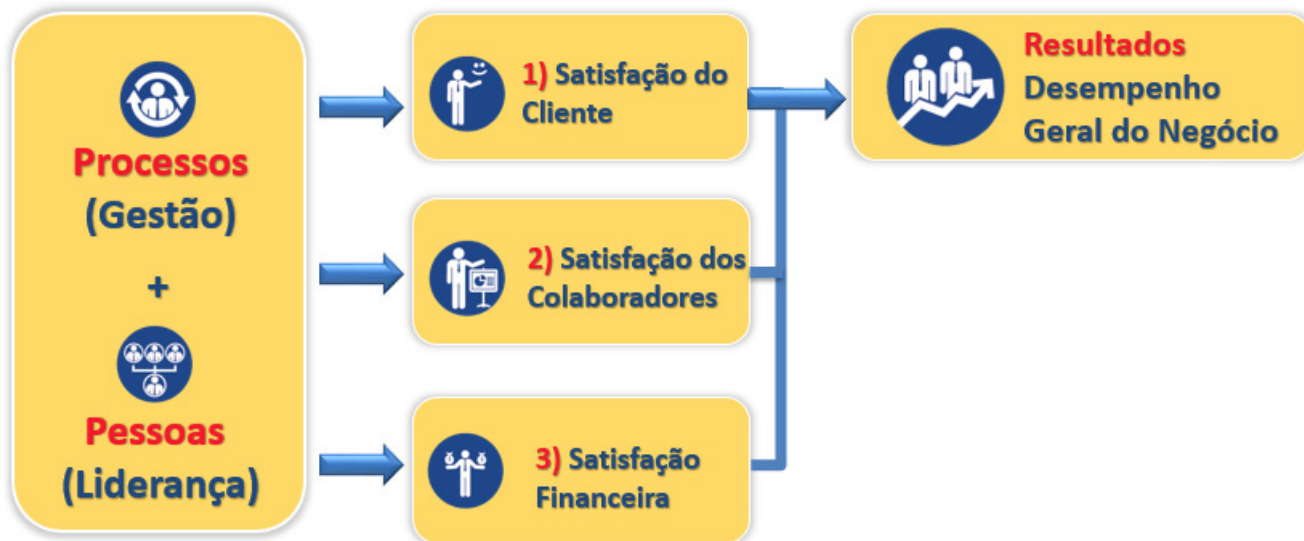 Processos
(Gestão)
+
Pessoas
(Liderança)
1) Satisfação do
Cliente
2) Satisfação dos
Colaboradores
3) Satisfação
Financeira
Resultados
Desempenho
Geral do Negócio